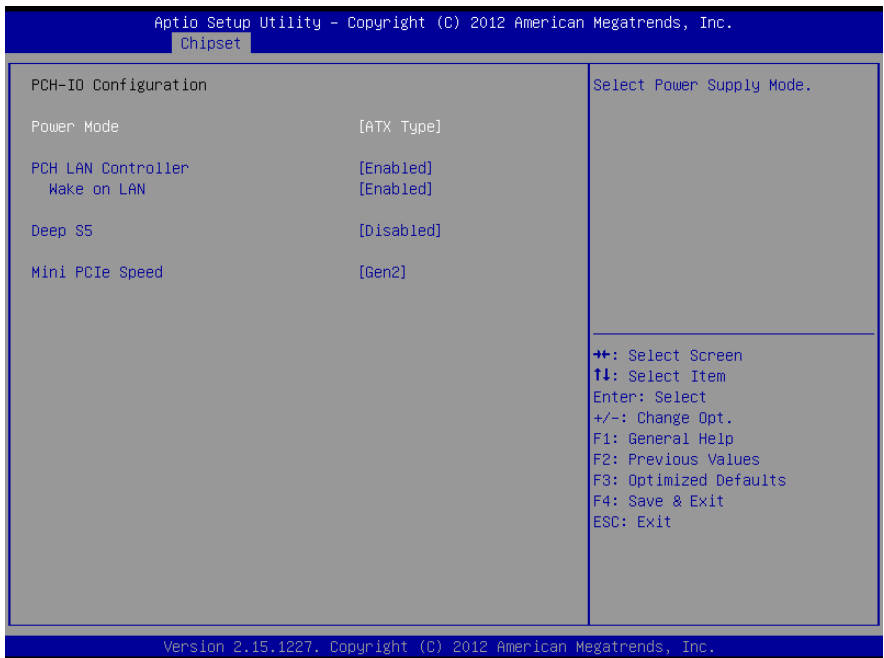 Aptio Setup Utility – Copyright (C) 2012 American Megatrends, Inc.
Chipset
PCH-IO Configuration
Power Mode [ATX Type]
PCH LAN Controller [Enabled]
Wake on LAN [Enabled]
Deep S5 [Disabled]
Mini PCIe Speed [Gen2]
Select Power Supply Mode.
→←: Select Screen
↑↓: Select Item
Enter: Select
+/-: Change Opt.
F1: General Help
F2: Previous Values
F3: Optimized Defaults
F4: Save & Exit
ESC: Exit
Version 2.15.1227. Copyright (C) 2012 American Megatrends, Inc.